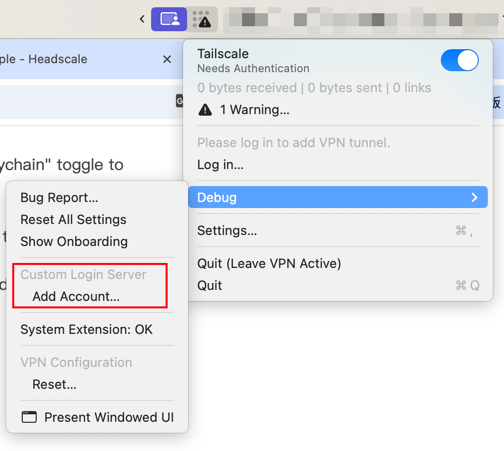 ple - Headscale
Tailscale
Needs Authentication
0 bytes received | 0 bytes sent | 0 links
1 Warning...
Please log in to add VPN tunnel.
Log in...
ychain" toggle to
Debug
Bug Report...
Reset All Settings
Show Onboarding
Settings... ⌘ ,
Custom Login Server
Add Account...
Quit (Leave VPN Active)
Quit ⌘ Q
System Extension: OK
VPN Configuration
Reset...
Present Windowed UI